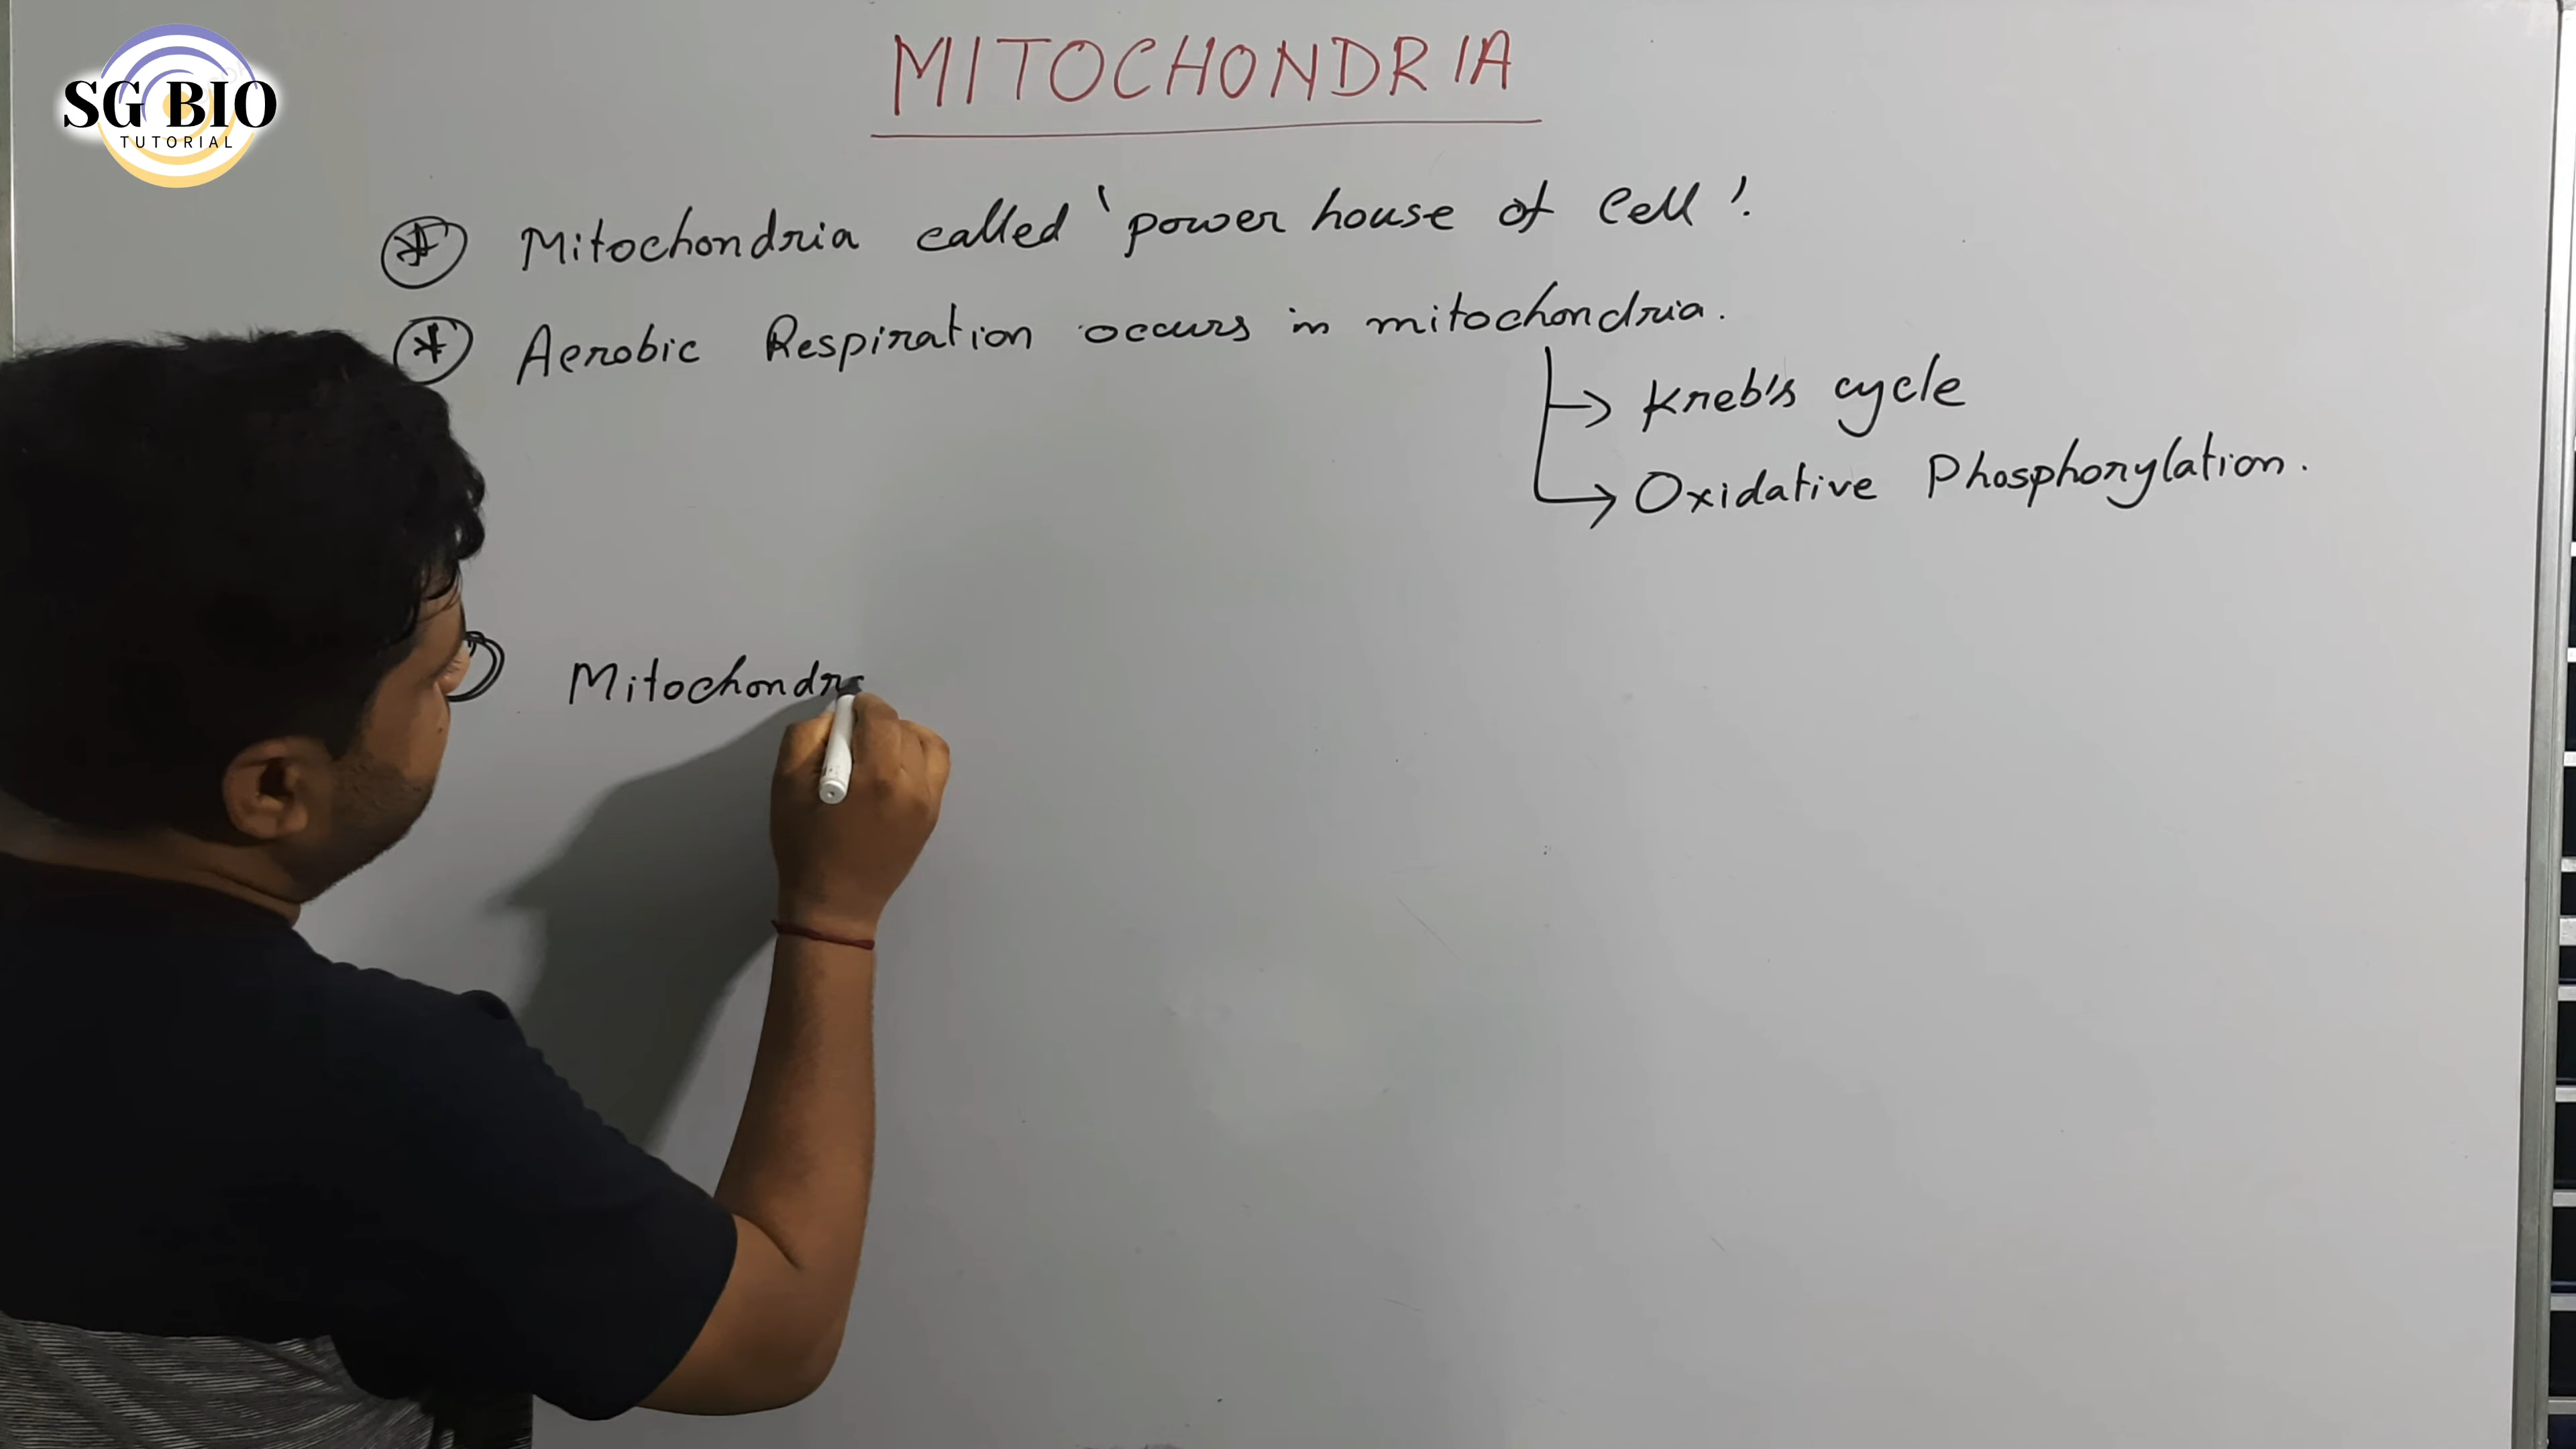 SG BIO
TUTORIAL
MITOCHONDRIA
Mitochondria called 'power house of Cell'.
Aerobic Respiration occurs in mitochondria.
→ Kreb's cycle
→ Oxidative Phosphorylation.
Mitochondr